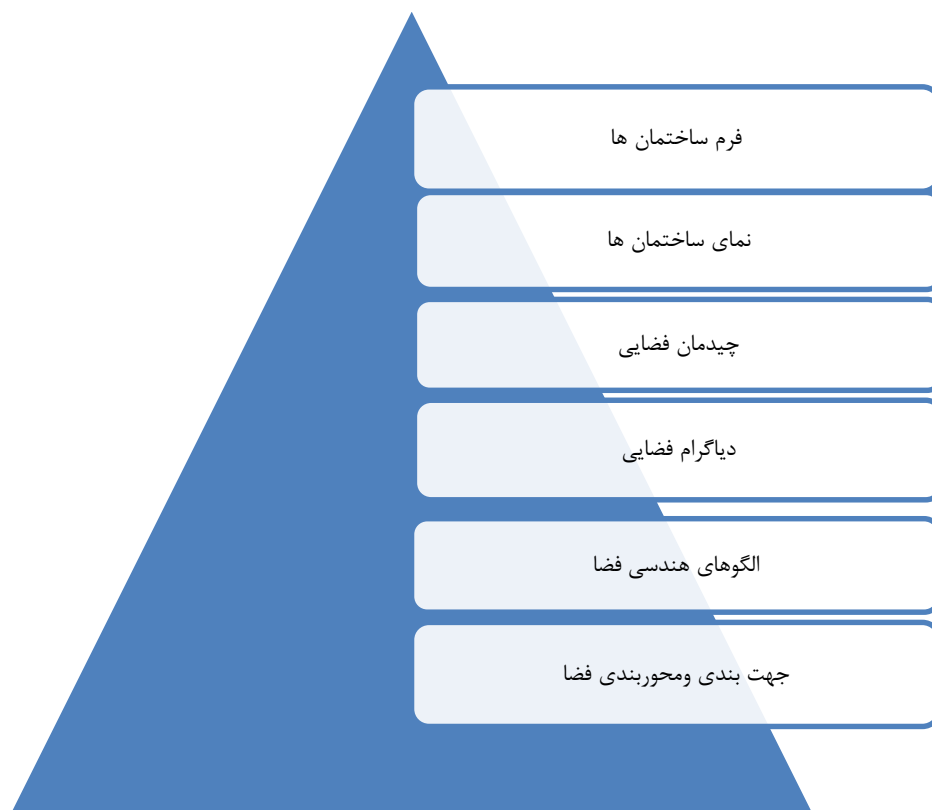 فرم ساختمان ها
نمای ساختمان ها
چیدمان فضایی
دیاگرام فضایی
الگوهای هندسی فضا
جهت بندی ومحوربندی فضا